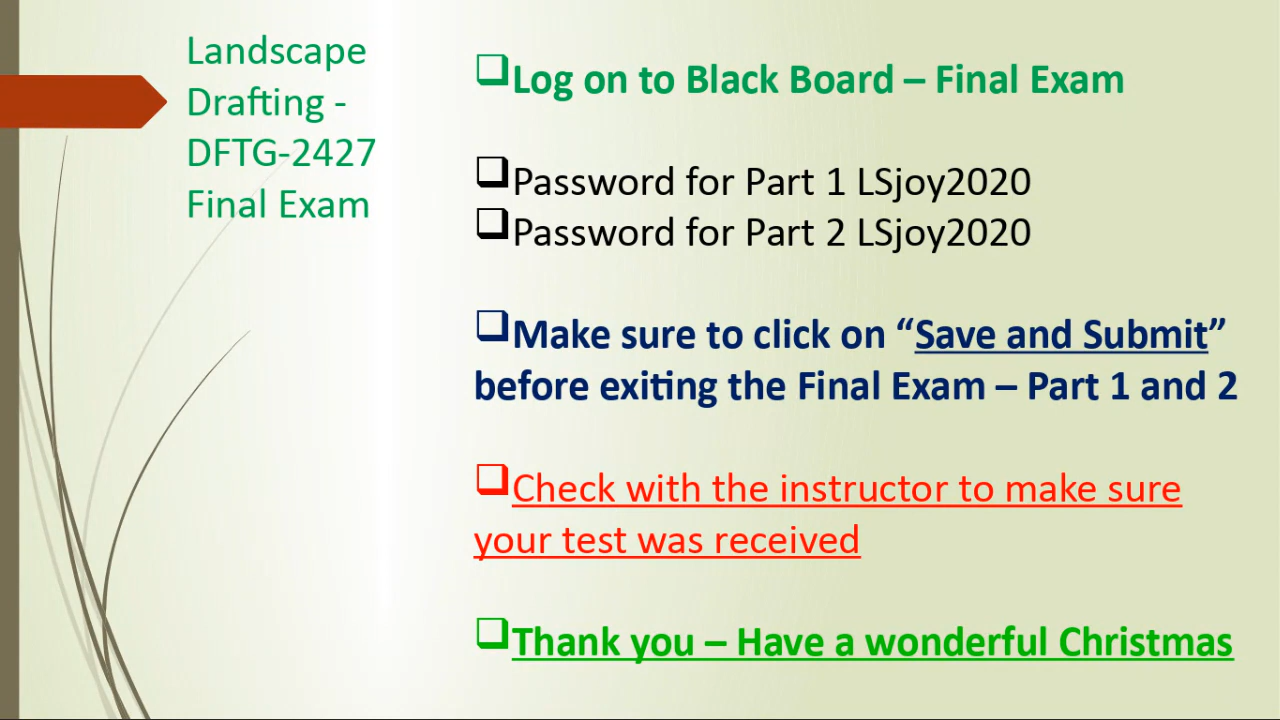 Landscape
Drafting -
DFTG-2427
Final Exam
Log on to Black Board – Final Exam
Password for Part 1 LSjoy2020
Password for Part 2 LSjoy2020
Make sure to click on “Save and Submit”
before exiting the Final Exam – Part 1 and 2
Check with the instructor to make sure
your test was received
Thank you – Have a wonderful Christmas